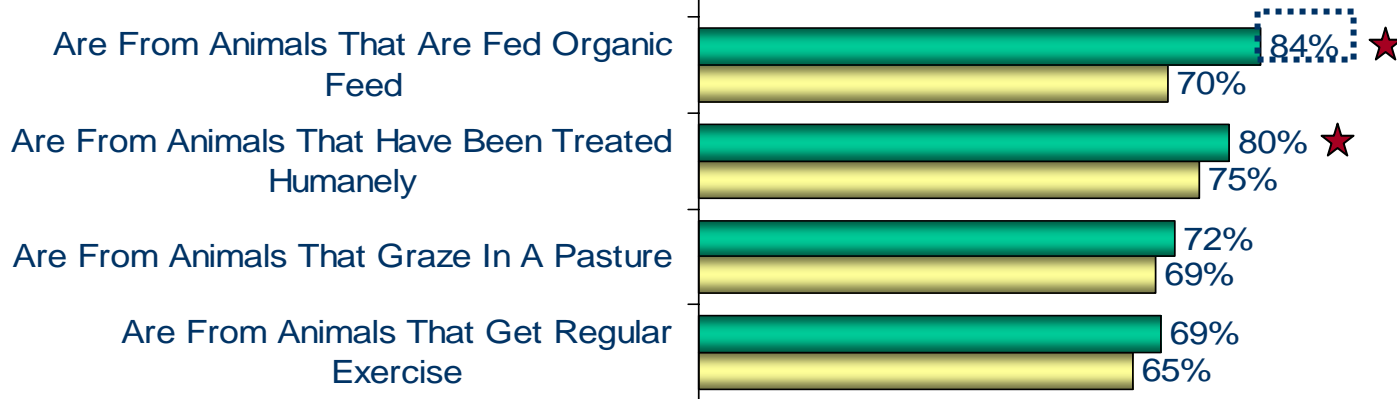 Are From Animals That Are Fed Organic
Feed
84%
70%
Are From Animals That Have Been Treated
Humanely
80%
75%
Are From Animals That Graze In A Pasture
72%
69%
Are From Animals That Get Regular
Exercise
69%
65%